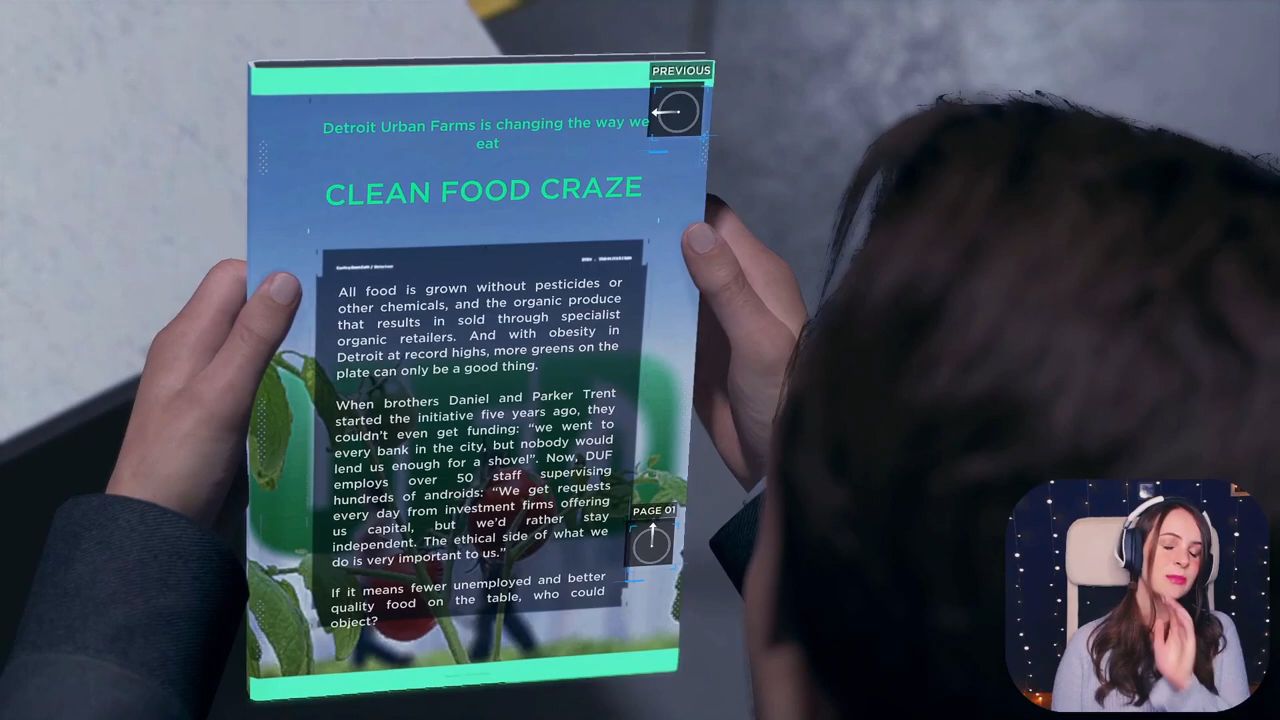 PREVIOUS
Detroit Urban Farms is changing the way we
eat
CLEAN FOOD CRAZE
All food is grown without pesticides or
other chemicals, and the organic produce
that results in sold through specialist
organic retailers. And with obesity in
Detroit at record highs, more greens on the
plate can only be a good thing.
When brothers Daniel and Parker Trent
started the initiative five years ago, they
couldn't even get funding: “we went to
every bank in the city, but nobody would
lend us enough for a shovel”. Now, DUF
employs over 50 staff supervising
hundreds of androids: “We get requests
every day from investment firms offering
us capital, but we'd rather stay
independent. The ethical side of what we
do is very important to us.”
PAGE 01
If it means fewer unemployed and better
quality food on the table, who could
object?